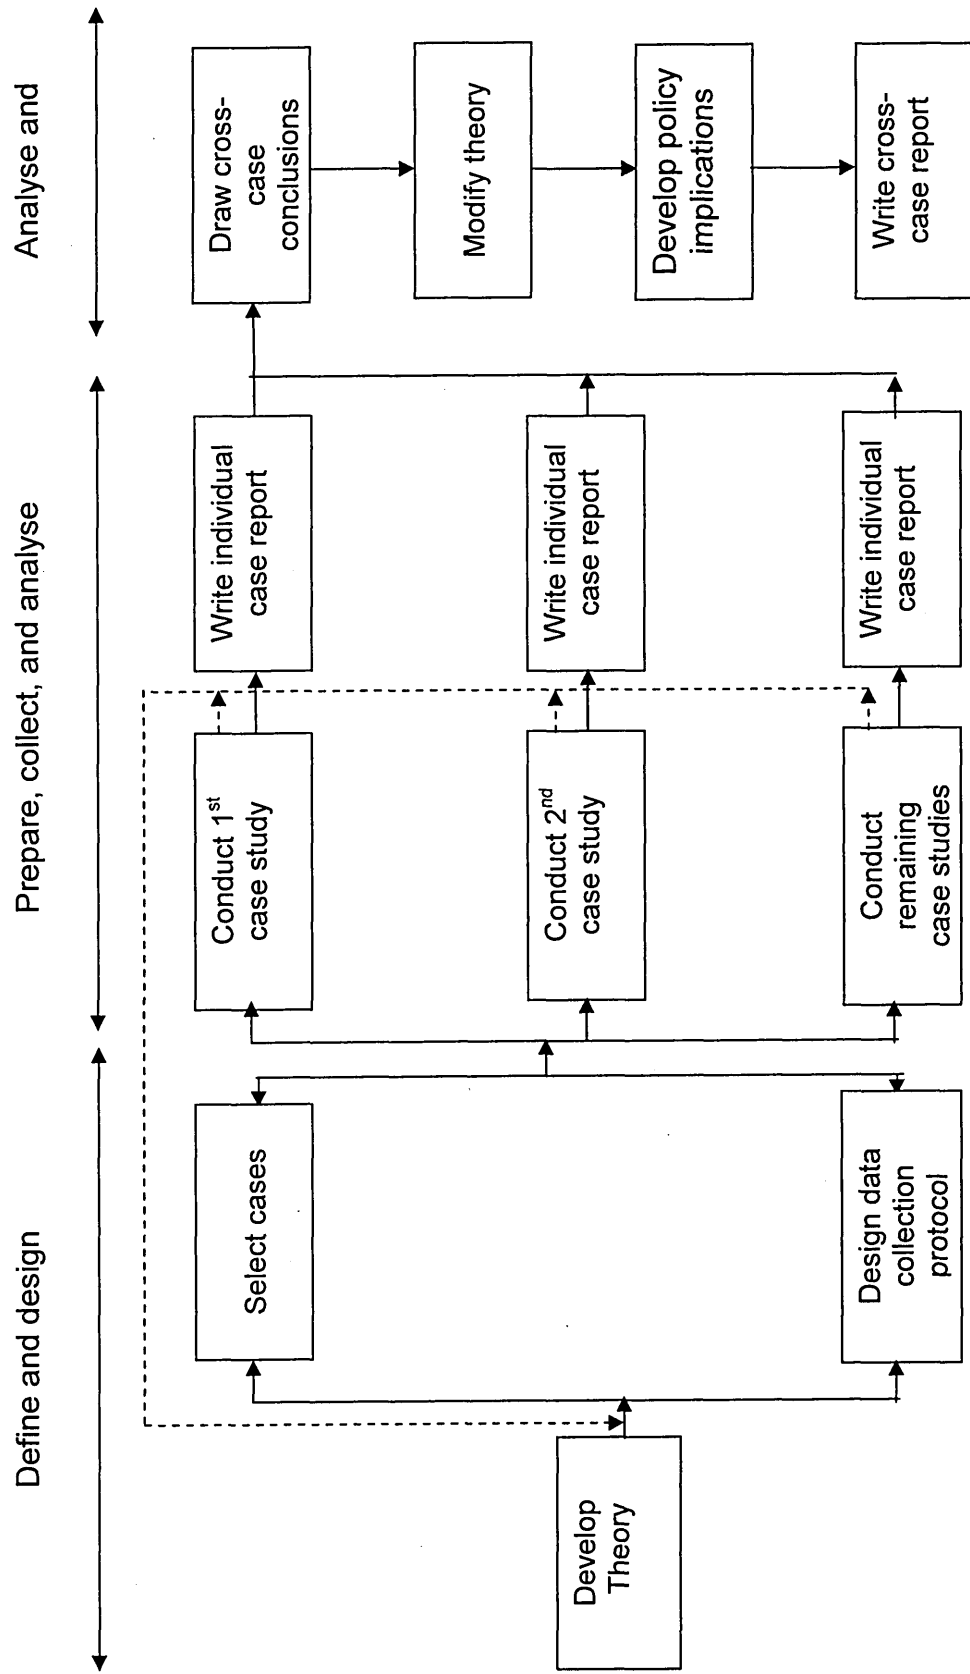 Define and design
Prepare, collect, and analyse
Analyse and
Develop
Theory
Select cases
Design data
collection
protocol
Conduct 1st
case study
Conduct 2nd
case study
Conduct
remaining
case studies
Write individual
case report
Write individual
case report
Write individual
case report
Draw cross-
case
conclusions
Modify theory
Develop policy
implications
Write cross-
case report